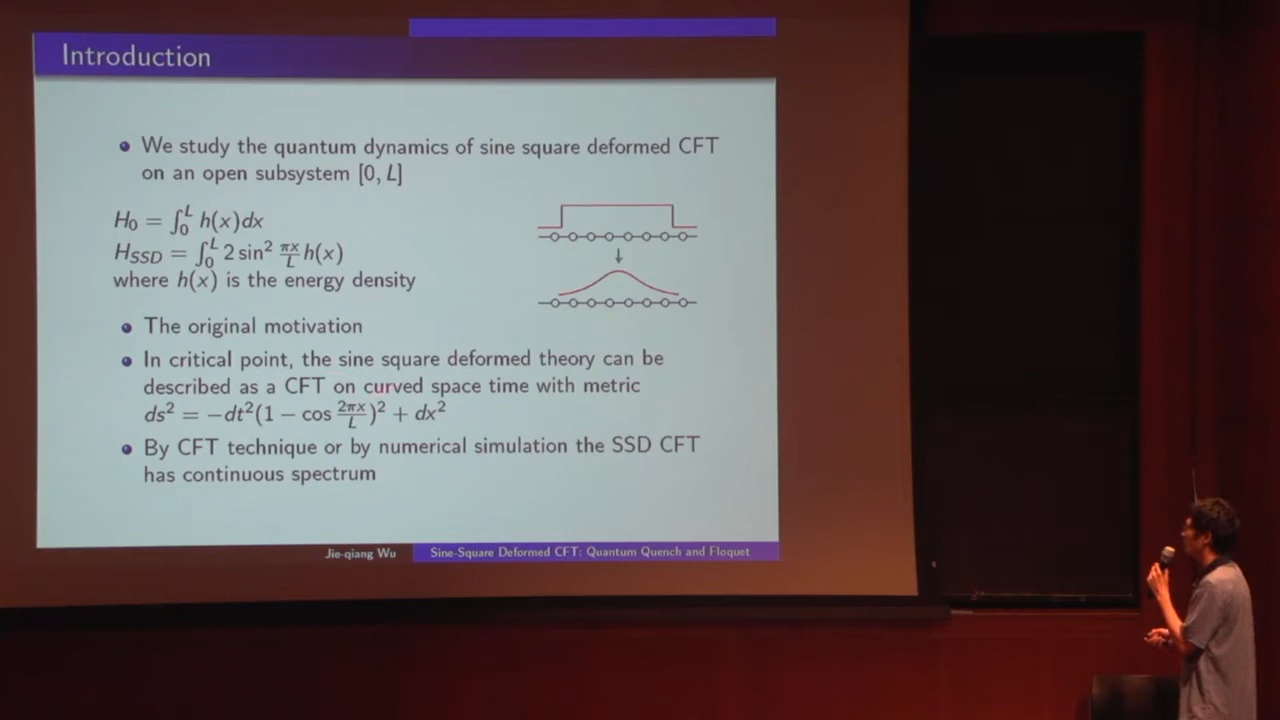 Introduction
We study the quantum dynamics of sine square deformed CFT
on an open subsystem [0, L]
H₀ = ∫₀ᴸ h(x)dx
H_SSD = ∫₀ᴸ 2 sin² πx/L h(x)
where h(x) is the energy density
The original motivation
In critical point, the sine square deformed theory can be
described as a CFT on curved space time with metric
ds² = −dt²(1 − cos 2πx/L)² + dx²
By CFT technique or by numerical simulation the SSD CFT
has continuous spectrum
Jie-qiang Wu
Sine-Square Deformed CFT: Quantum Quench and Floquet